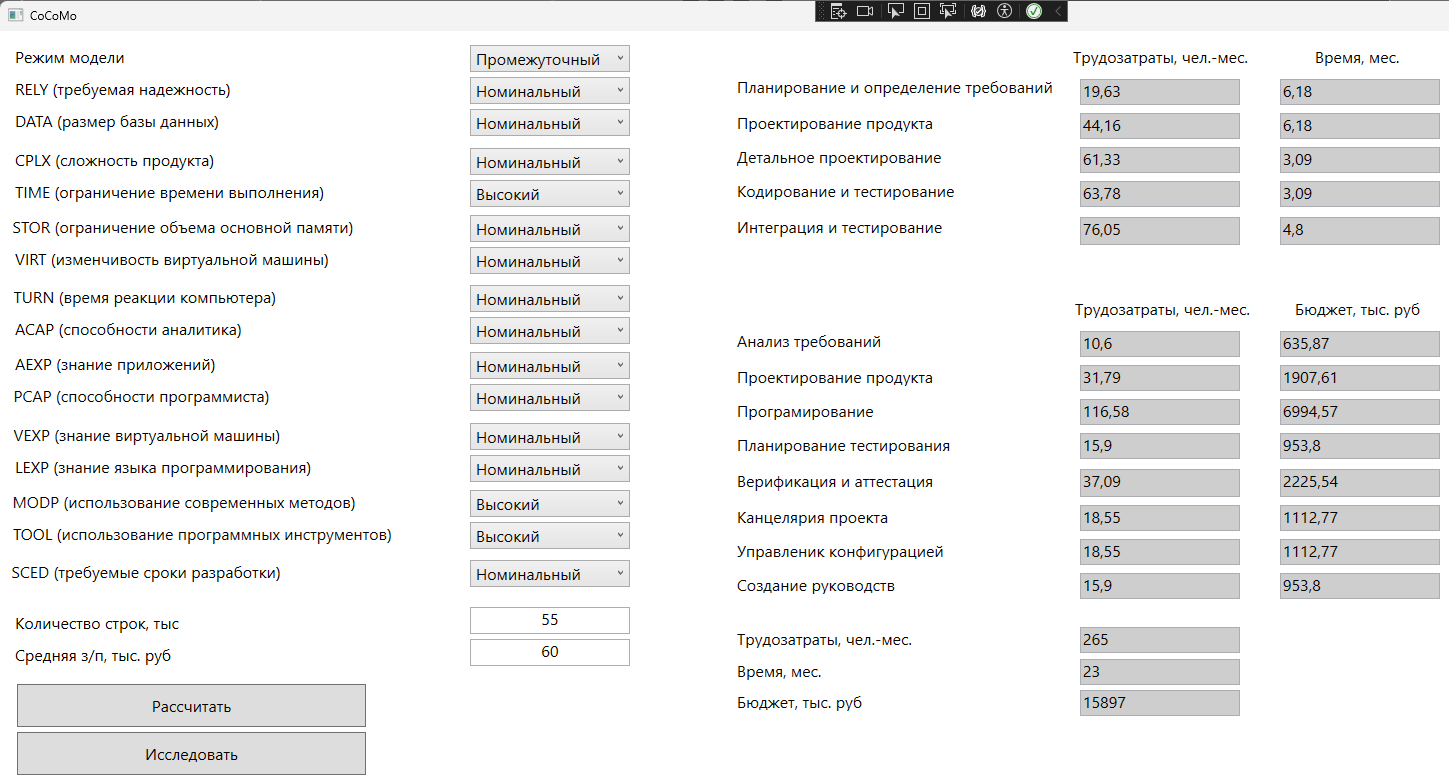 CoCoMo
Режим модели Промежуточный
RELY (требуемая надежность) Номинальный
DATA (размер базы данных) Номинальный
CPLX (сложность продукта) Номинальный
TIME (ограничение времени выполнения) Высокий
STOR (ограничение объема основной памяти) Номинальный
VIRT (изменчивость виртуальной машины) Номинальный
TURN (время реакции компьютера) Номинальный
ACAP (способности аналитика) Номинальный
AEXP (знание приложений) Номинальный
PCAP (способности программиста) Номинальный
VEXP (знание виртуальной машины) Номинальный
LEXP (знание языка программирования) Номинальный
MODP (использование современных методов) Высокий
TOOL (использование программных инструментов) Высокий
SCED (требуемые сроки разработки) Номинальный
Количество строк, тыс 55
Средняя з/п, тыс. руб 60
Рассчитать
Исследовать
Трудозатраты, чел.-мес. Время, мес.
Планирование и определение требований 19,63 6,18
Проектирование продукта 44,16 6,18
Детальное проектирование 61,33 3,09
Кодирование и тестирование 63,78 3,09
Интеграция и тестирование 76,05 4,8
Трудозатраты, чел.-мес. Бюджет, тыс. руб
Анализ требований 10,6 635,87
Проектирование продукта 31,79 1907,61
Програмирование 116,58 6994,57
Планирование тестирования 15,9 953,8
Верификация и аттестация 37,09 2225,54
Канцелярия проекта 18,55 1112,77
Управленик конфигурацией 18,55 1112,77
Создание руководств 15,9 953,8
Трудозатраты, чел.-мес. 265
Время, мес. 23
Бюджет, тыс. руб 15897